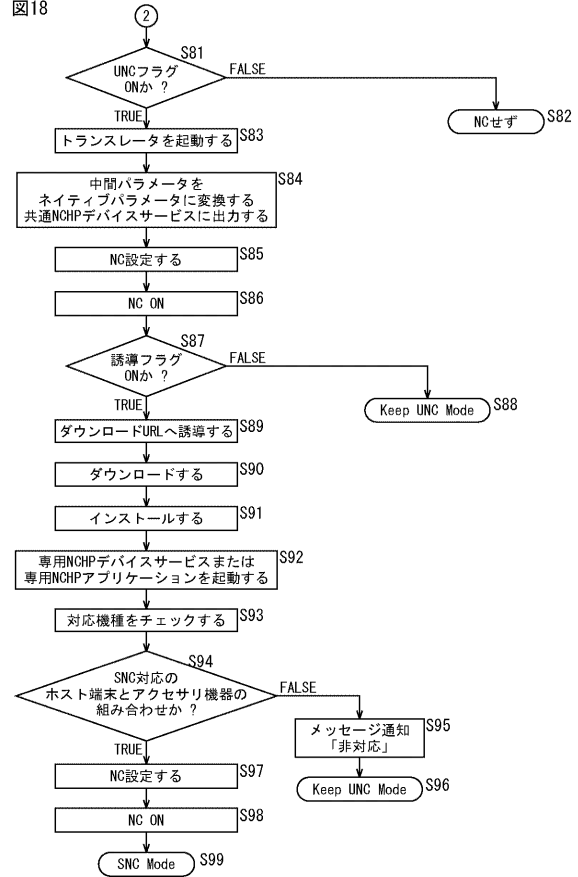 図18
2
S81
UNCフラグ
ONか ?
FALSE
TRUE
NCせず
S82
トランスレータを起動する
S83
中間パラメータを
ネイティブパラメータに変換する
共通NCHPデバイスサービスに出力する
S84
NC設定する
S85
NC ON
S86
S87
誘導フラグ
ONか ?
FALSE
TRUE
Keep UNC Mode
S88
ダウンロードURLへ誘導する
S89
ダウンロードする
S90
インストールする
S91
専用NCHPデバイスサービスまたは
専用NCHPアプリケーションを起動する
S92
対応機種をチェックする
S93
S94
SNC対応の
ホスト端末とアクセサリ機器の
組み合わせか ?
FALSE
TRUE
メッセージ通知
「非対応」
S95
Keep UNC Mode
S96
NC設定する
S97
NC ON
S98
SNC Mode
S99